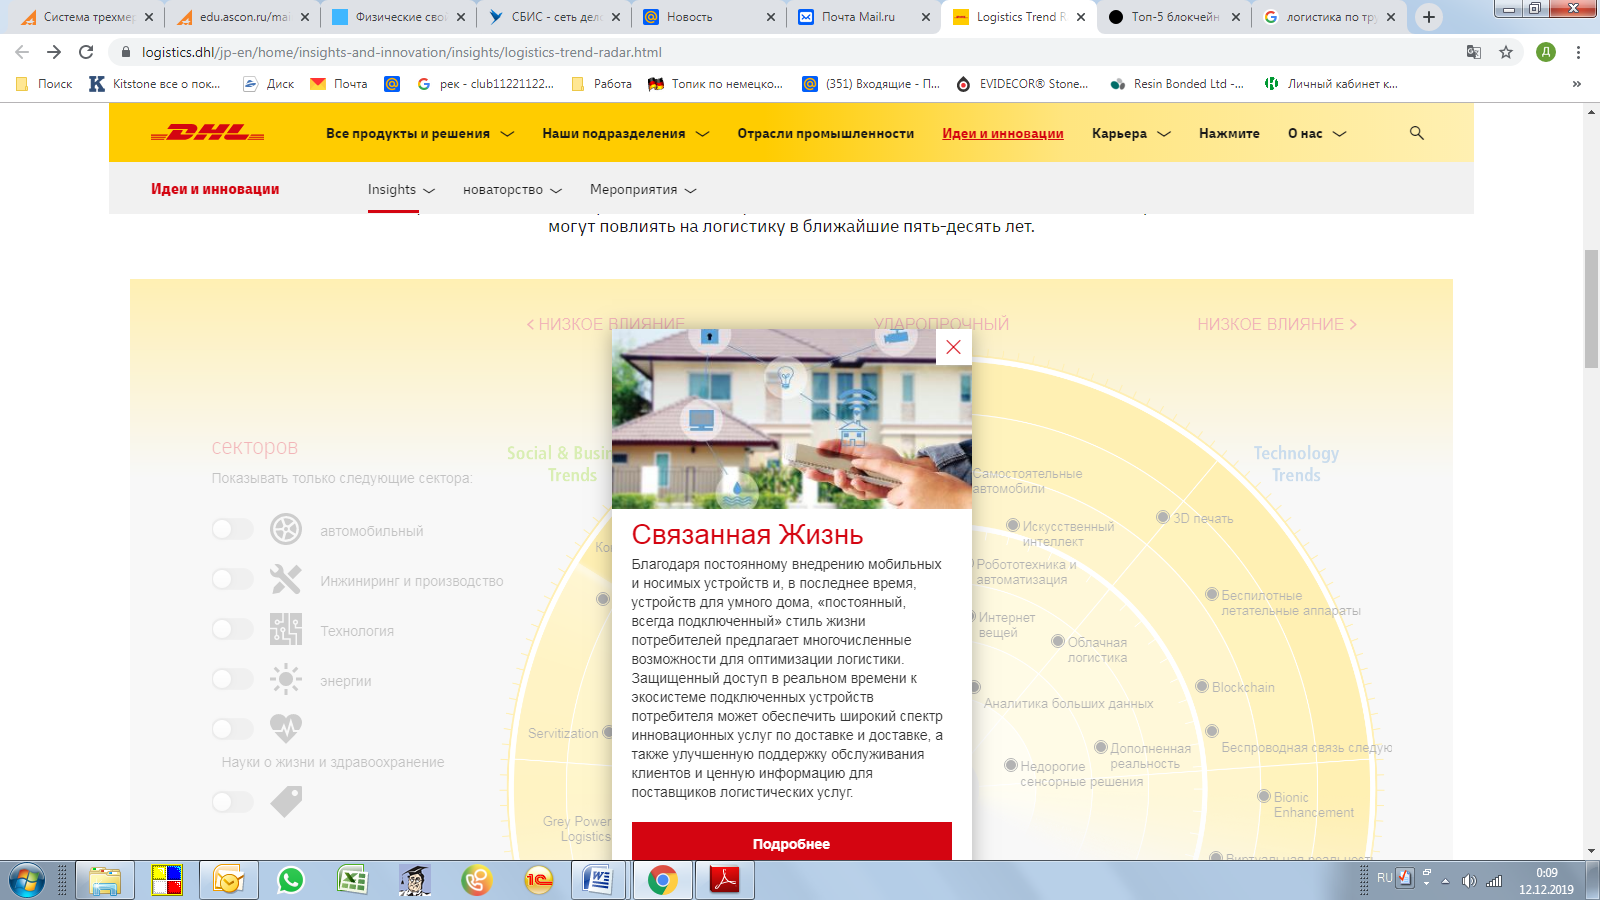 Система трехмер
edu.ascon.ru/mai
Физические свой
СБИС - сеть дело
Новость
Почта Mail.ru
Logistics Trend R
Топ-5 блокчейн
логистика по тру
logistics.dhl/jp-en/home/insights-and-innovation/insights/logistics-trend-radar.html
Д
Поиск
Kitstone все о пок...
Диск
Почта
рек - club11221122...
Работа
Топик по немецко...
(351) Входящие - П...
EVIDECOR® Stone...
Resin Bonded Ltd -...
Личный кабинет к...
»
DHL
Все продукты и решения
Наши подразделения
Отрасли промышленности
Идеи и инновации
Карьера
Нажмите
О нас
Идеи и инновации
Insights
новаторство
Мероприятия
могут повлиять на логистику в ближайшие пять-десять лет.
< НИЗКОЕ ВЛИЯНИЕ
УДАРОПРОЧНЫЙ
НИЗКОЕ ВЛИЯНИЕ >
секторов
Показывать только следующие сектора:
автомобильный
Инжиниринг и производство
Технология
энергии
Науки о жизни и здравоохранение
Social & Busin
Trends
Ко
Servitization
Grey Power
Logistics
Связанная Жизнь
Благодаря постоянному внедрению мобильных
и носимых устройств и, в последнее время,
устройств для умного дома, «постоянный,
всегда подключенный» стиль жизни
потребителей предлагает многочисленные
возможности для оптимизации логистики.
Защищенный доступ в реальном времени к
экосистеме подключенных устройств
потребителя может обеспечить широкий спектр
инновационных услуг по доставке и доставке, а
также улучшенную поддержку обслуживания
клиентов и ценную информацию для
поставщиков логистических услуг.
Подробнее
Technology
Trends
Самостоятельные
автомобили
3D печать
Искусственный
интеллект
Робототехника и
автоматизация
Беспилотные
летательные аппараты
Интернет
вещей
Облачная
логистика
Blockchain
Аналитика больших данных
Беспроводная связь следую
Дополненная
реальность
Недорогие
сенсорные решения
Bionic
Enhancement
Виртуальная реальность
RU
0:09
12.12.2019